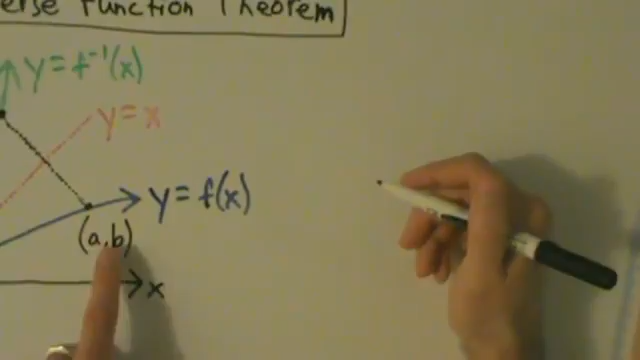 erse Function Theorem
y=f⁻¹(x)
y=x
y=f(x)
(a,b)
x